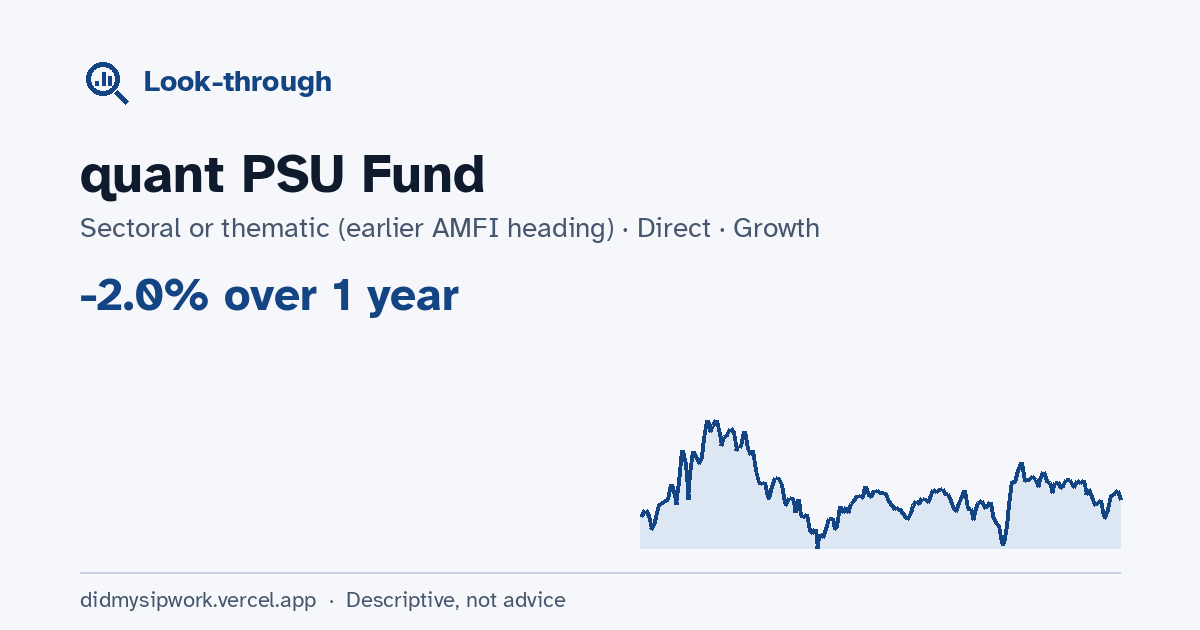 Look-through
quant PSU Fund
Sectoral or thematic (earlier AMFI heading) · Direct · Growth
-2.0% over 1 year
didmysipwork.vercel.app · Descriptive, not advice